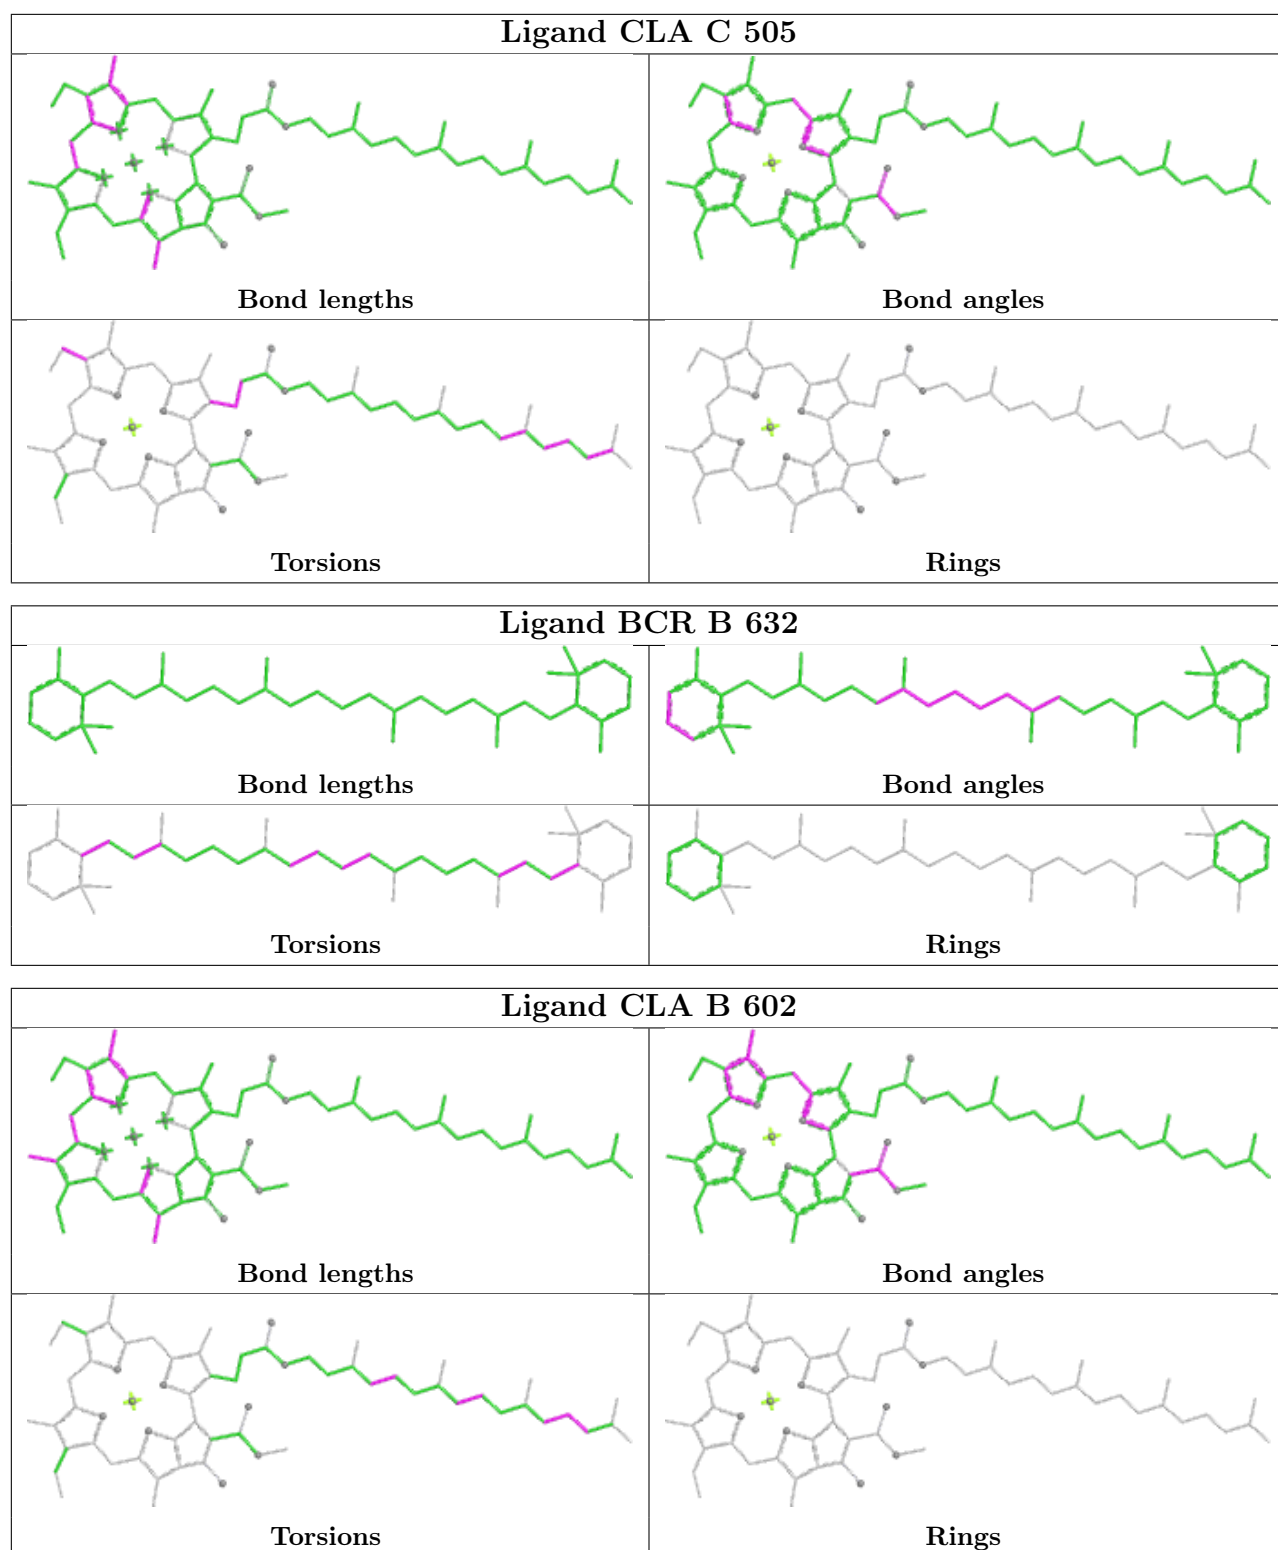 Ligand CLA C 505
Bond lengths
Bond angles
Torsions
Rings
Ligand BCR B 632
Bond lengths
Bond angles
Torsions
Rings
Ligand CLA B 602
Bond lengths
Bond angles
Torsions
Rings